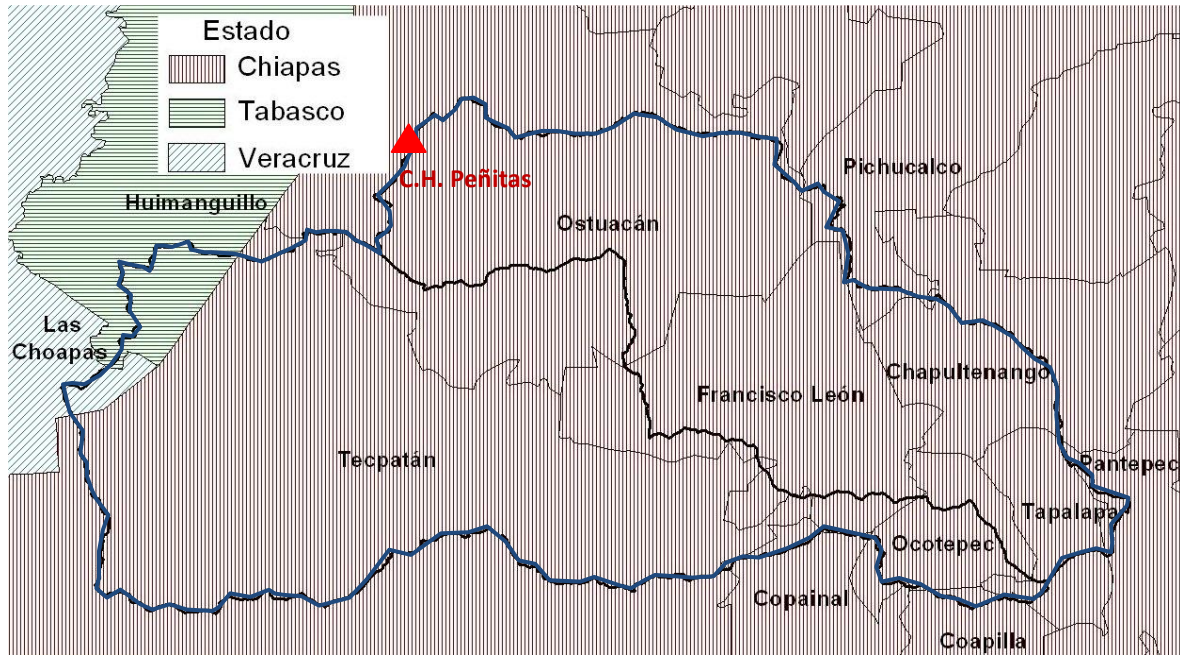 Estado
Chiapas
Tabasco
Veracruz
C.H. Peñitas
Pichucalco
Huimanguillo
Ostuacán
Las
Choapas
Chapultenango
Francisco León
Tecpatán
Pantepec
Tapalapa
Ocotepec
Copainal
Coapilla